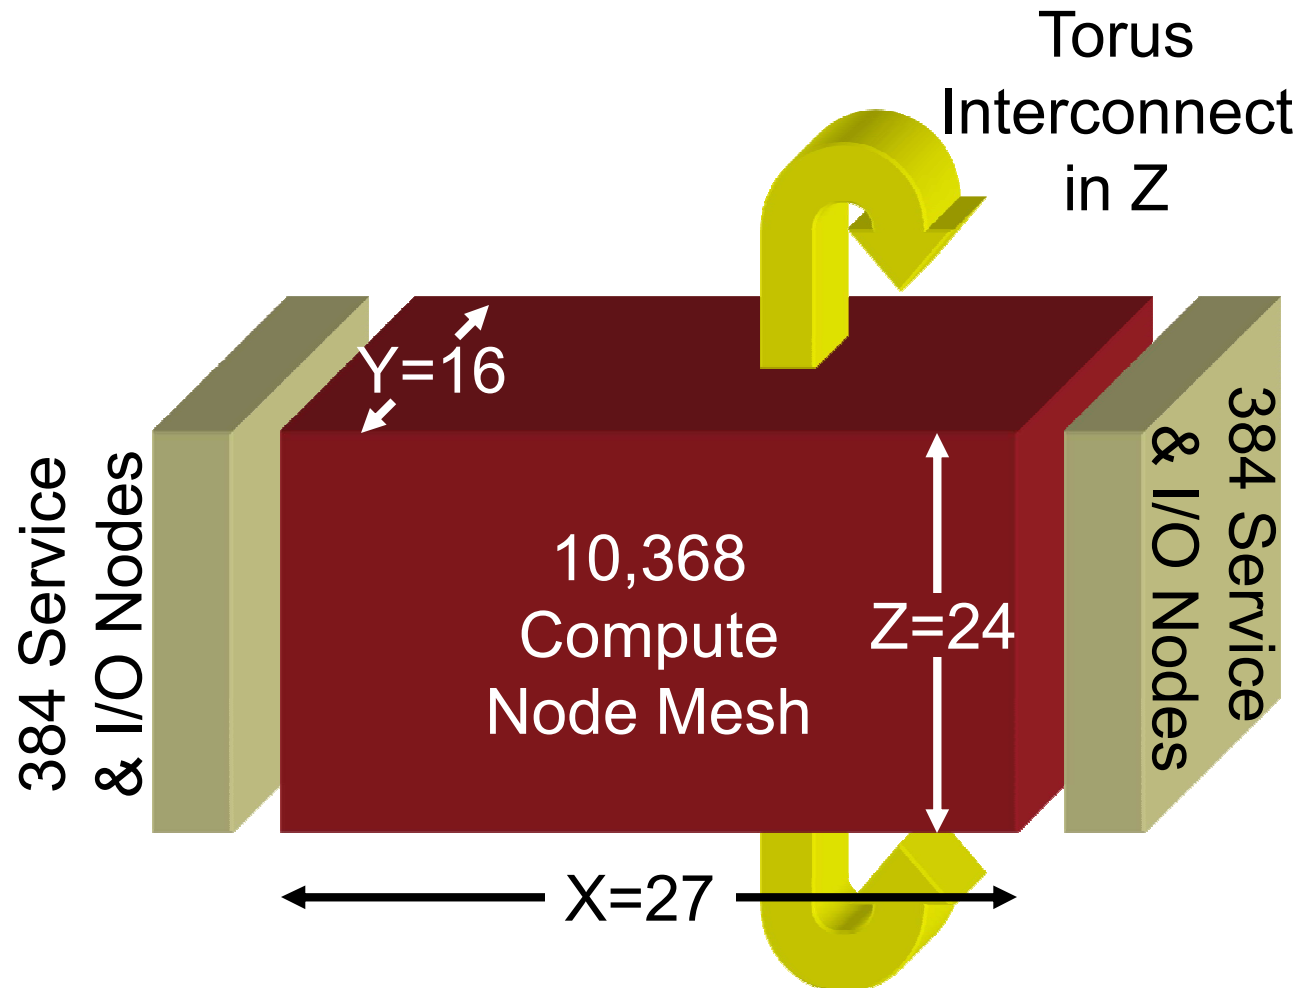 Torus
Interconnect
in Z
Y=16
384 Service
& I/O Nodes
10,368
Compute
Node Mesh
Z=24
384 Service
& I/O Nodes
X=27